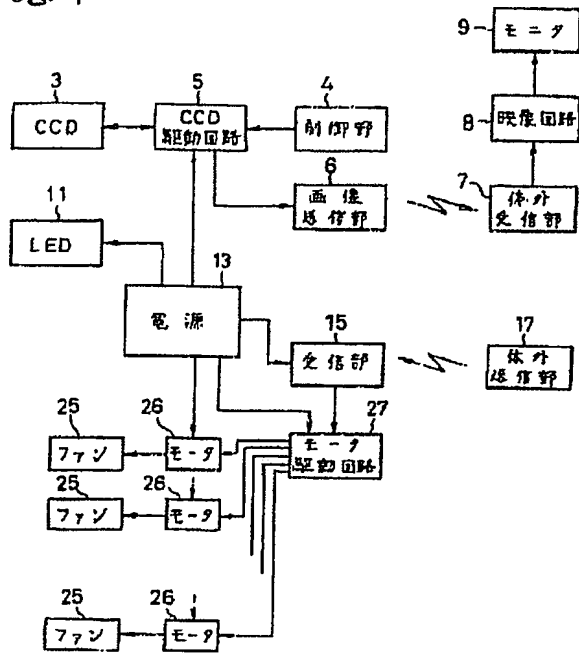 9
モニタ
3
5
4
CCD
CCD
駆動回路
制御部
8
映像回路
6
7
画像
送信部
体外
受信部
11
LED
13
電源
15
17
受信部
体外
送信部
27
25
26
ファン
モータ
モータ
駆動回路
25
26
ファン
モータ
25
26
ファン
モータ